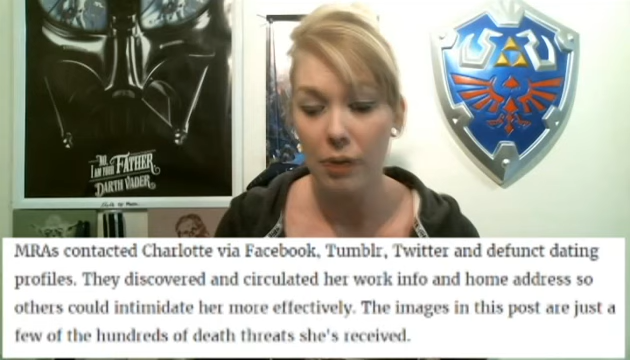 "NO,
I AM YOUR FATHER"
DARTH VADER
MRAs contacted Charlotte via Facebook, Tumblr, Twitter and defunct dating
profiles. They discovered and circulated her work info and home address so
others could intimidate her more effectively. The images in this post are just a
few of the hundreds of death threats she's received.